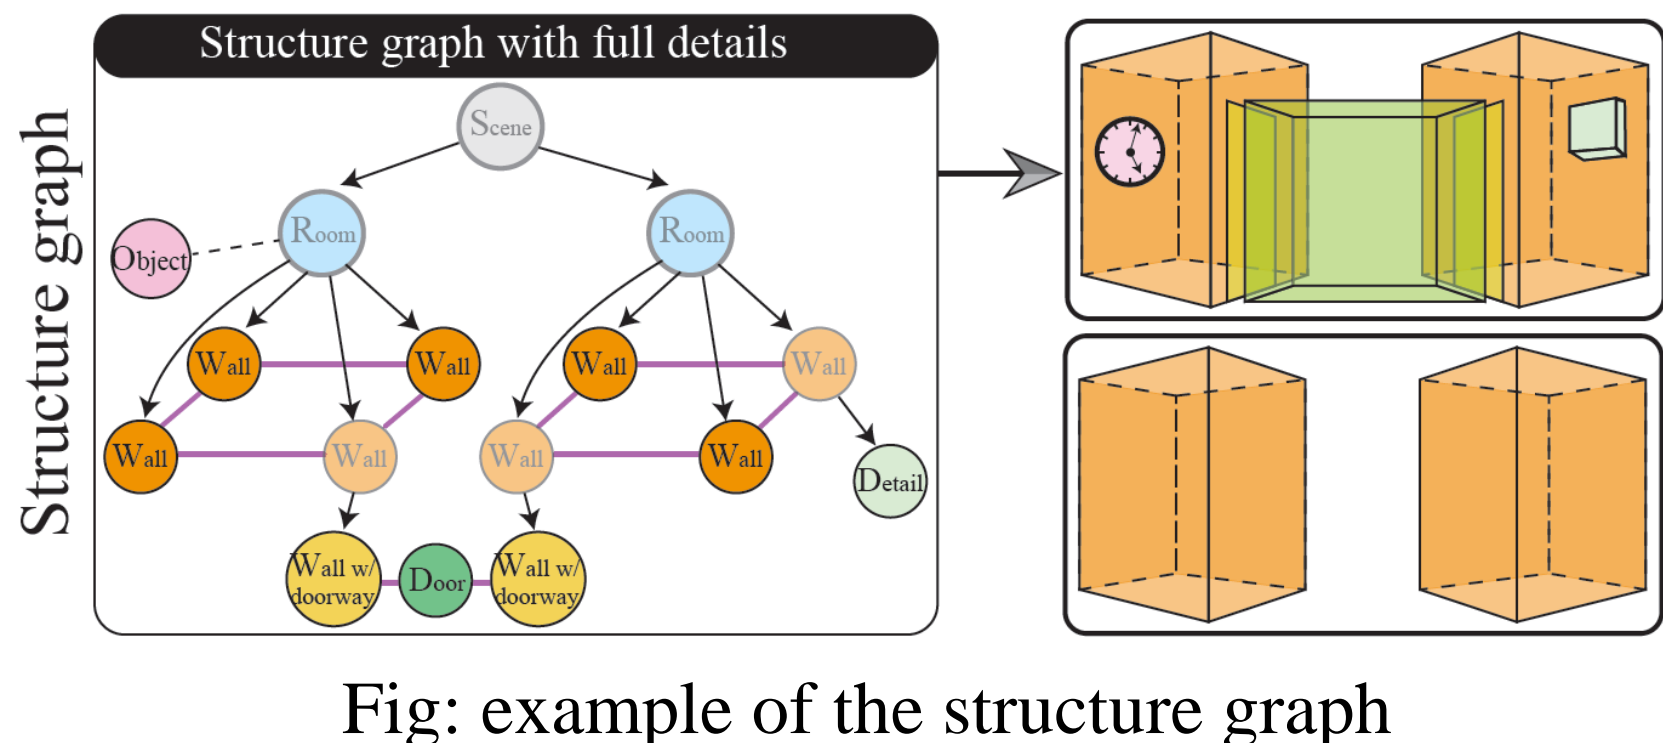 Structure graph
Structure graph with full details
Scene
Room
Room
Object
Wall
Wall
Wall
Wall
Wall
Wall
Wall
Wall
Detail
Wall w/
doorway
Door
Wall w/
doorway
Fig: example of the structure graph